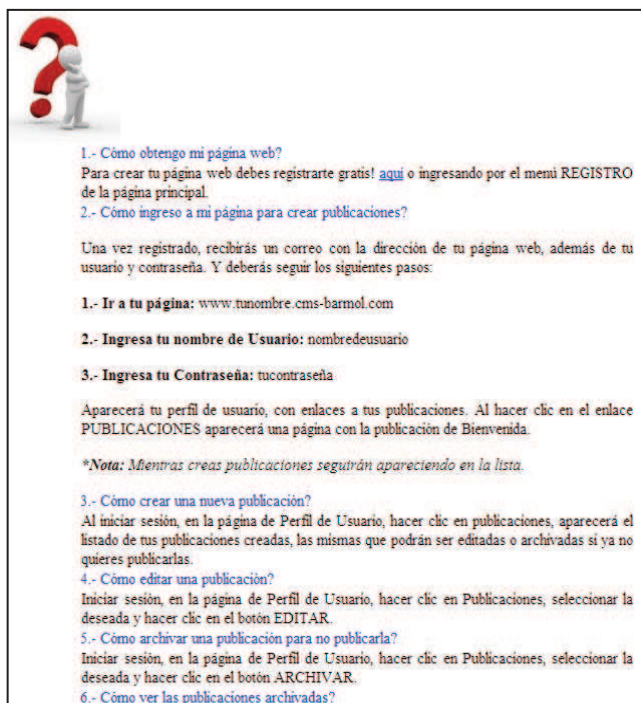 1.- Cómo obtengo mi página web?
Para crear tu página web debes registrarte gratis! aquí o ingresando por el menú REGISTRO
de la página principal.
2.- Cómo ingreso a mi página para crear publicaciones?
Una vez registrado, recibirás un correo con la dirección de tu página web, además de tu
usuario y contraseña. Y deberás seguir los siguientes pasos:
1.- Ir a tu página: www.tunombre.cms-barmol.com
2.- Ingresa tu nombre de Usuario: nombredeusuario
3.- Ingresa tu Contraseña: tucontraseña
Aparecerá tu perfil de usuario, con enlaces a tus publicaciones. Al hacer clic en el enlace
PUBLICACIONES aparecerá una página con la publicación de Bienvenida.
*Nota: Mientras creas publicaciones seguirán apareciendo en la lista.
3.- Cómo crear una nueva publicación?
Al iniciar sesión, en la página de Perfil de Usuario, hacer clic en publicaciones, aparecerá el
listado de tus publicaciones creadas, las mismas que podrán ser editadas o archivadas si ya no
quieres publicarlas.
4.- Cómo editar una publicación?
Iniciar sesión, en la página de Perfil de Usuario, hacer clic en Publicaciones, seleccionar la
deseada y hacer clic en el botón EDITAR.
5.- Cómo archivar una publicación para no publicarla?
Iniciar sesión, en la página de Perfil de Usuario, hacer clic en Publicaciones, seleccionar la
deseada y hacer clic en el botón ARCHIVAR.
6.- Cómo ver las publicaciones archivadas?